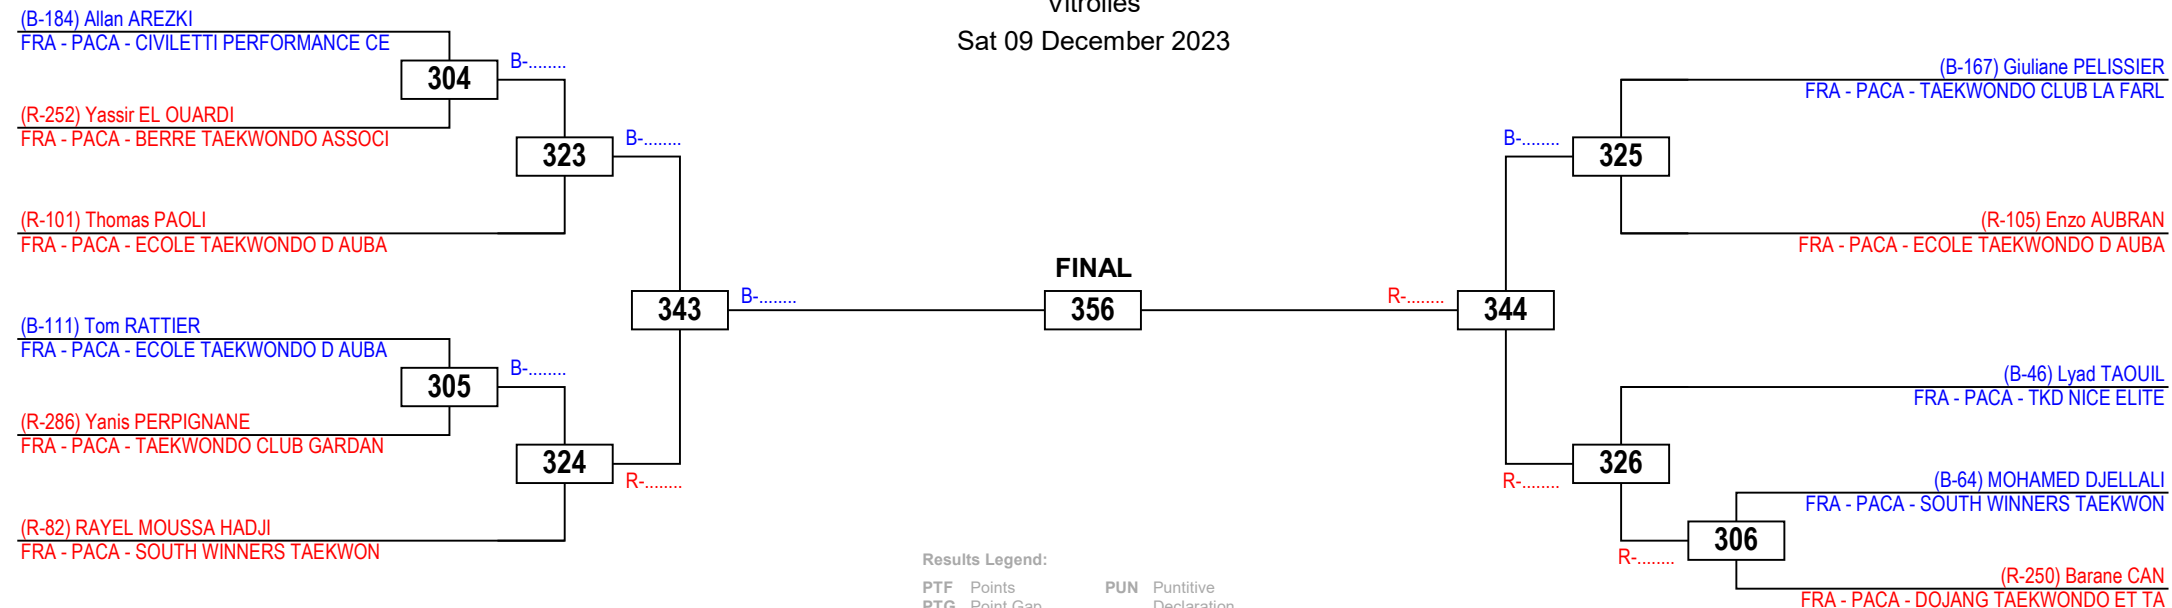 Vitrolles
Sat 09 December 2023
(B-184) Allan AREZKI
FRA - PACA - CIVILETTI PERFORMANCE CE
304
B-........
(R-252) Yassir EL OUARDI
FRA - PACA - BERRE TAEKWONDO ASSOCI
323
B-........
(R-101) Thomas PAOLI
FRA - PACA - ECOLE TAEKWONDO D AUBA
343
B-........
(B-111) Tom RATTIER
FRA - PACA - ECOLE TAEKWONDO D AUBA
305
B-........
(R-286) Yanis PERPIGNANE
FRA - PACA - TAEKWONDO CLUB GARDAN
324
R-........
(R-82) RAYEL MOUSSA HADJI
FRA - PACA - SOUTH WINNERS TAEKWON
FINAL
356
(B-167) Giuliane PELISSIER
FRA - PACA - TAEKWONDO CLUB LA FARL
B-........
325
(R-105) Enzo AUBRAN
FRA - PACA - ECOLE TAEKWONDO D AUBA
R-........
344
(B-46) Lyad TAOUIL
FRA - PACA - TKD NICE ELITE
R-........
326
(B-64) MOHAMED DJELLALI
FRA - PACA - SOUTH WINNERS TAEKWON
R-........
306
(R-250) Barane CAN
FRA - PACA - DOJANG TAEKWONDO ET TA
Results Legend:
PTF Points PUN Puntitive
PTG Point Gap Declaration